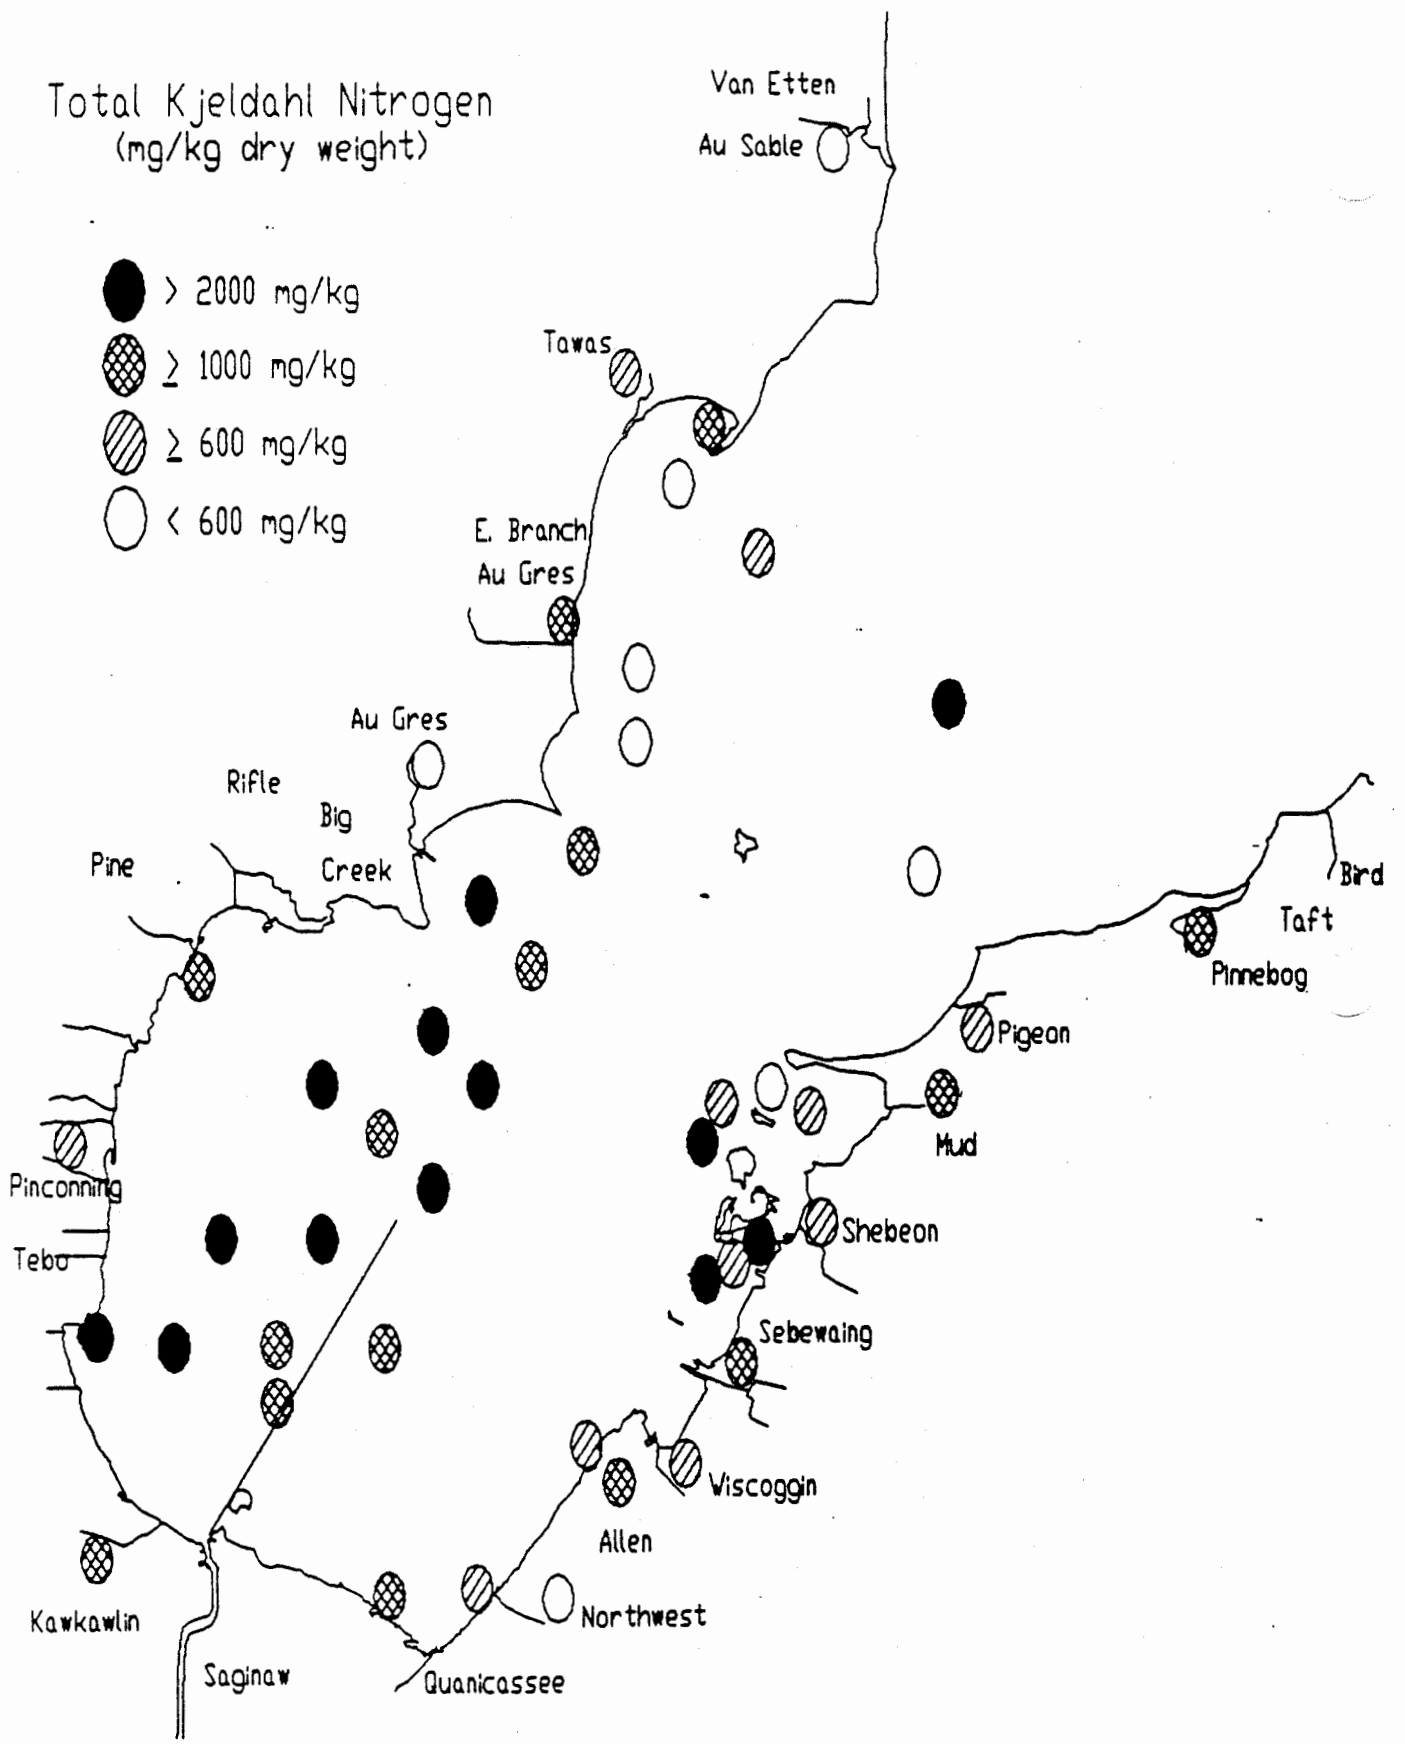 Total Kjeldahl Nitrogen
(mg/kg dry weight)
> 2000 mg/kg
≥ 1000 mg/kg
≥ 600 mg/kg
< 600 mg/kg
Van Etten
Au Sable
Tawas
E. Branch
Au Gres
Au Gres
Rifle
Big
Creek
Pine
Bird
Taft
Pinnebog
Pigeon
Mud
Pinconning
Shebeon
Tebo
Sebewaing
Wiscoggin
Allen
Northwest
Kawkawlin
Saginaw
Quanicassee